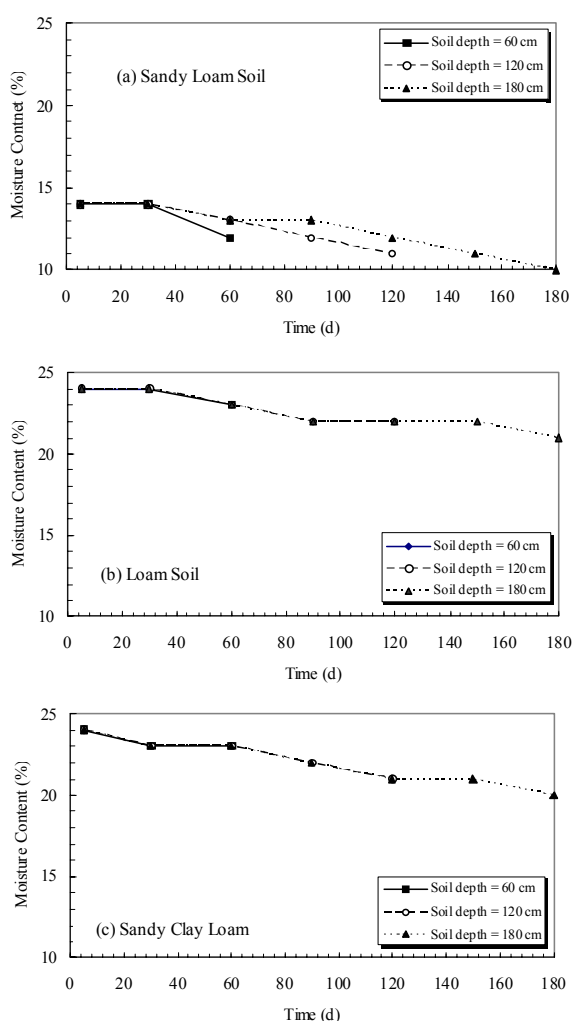 25
Soil depth = 60 cm
Soil depth = 120 cm
Soil depth = 180 cm
(a) Sandy Loam Soil
20
15
10
Moisture Contnet (%)
0 20 40 60 80 100 120 140 160 180
Time (d)
25
20
15
10
Moisture Content (%)
Soil depth = 60 cm
Soil depth = 120 cm
Soil depth = 180 cm
(b) Loam Soil
0 20 40 60 80 100 120 140 160 180
Time (d)
25
20
15
10
Moisture Content (%)
Soil depth = 60 cm
Soil depth = 120 cm
Soil depth = 180 cm
(c) Sandy Clay Loam
0 20 40 60 80 100 120 140 160 180
Time (d)